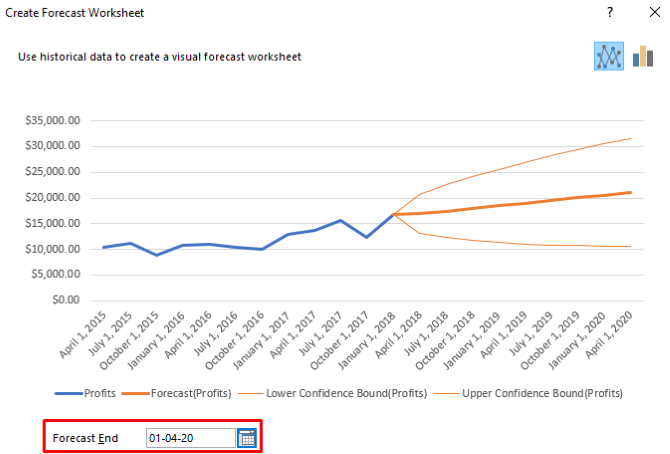 Create Forecast Worksheet ? ×
Use historical data to create a visual forecast worksheet
$35,000.00
$30,000.00
$25,000.00
$20,000.00
$15,000.00
$10,000.00
$5,000.00
$0.00
April 1, 2015
July 1, 2015
October 1, 2015
January 1, 2016
April 1, 2016
July 1, 2016
October 1, 2016
January 1, 2017
April 1, 2017
July 1, 2017
October 1, 2017
January 1, 2018
April 1, 2018
July 1, 2018
October 1, 2018
January 1, 2019
April 1, 2019
July 1, 2019
October 1, 2019
January 1, 2020
April 1, 2020
Profits Forecast(Profits) Lower Confidence Bound(Profits) Upper Confidence Bound(Profits)
Forecast End 01-04-20